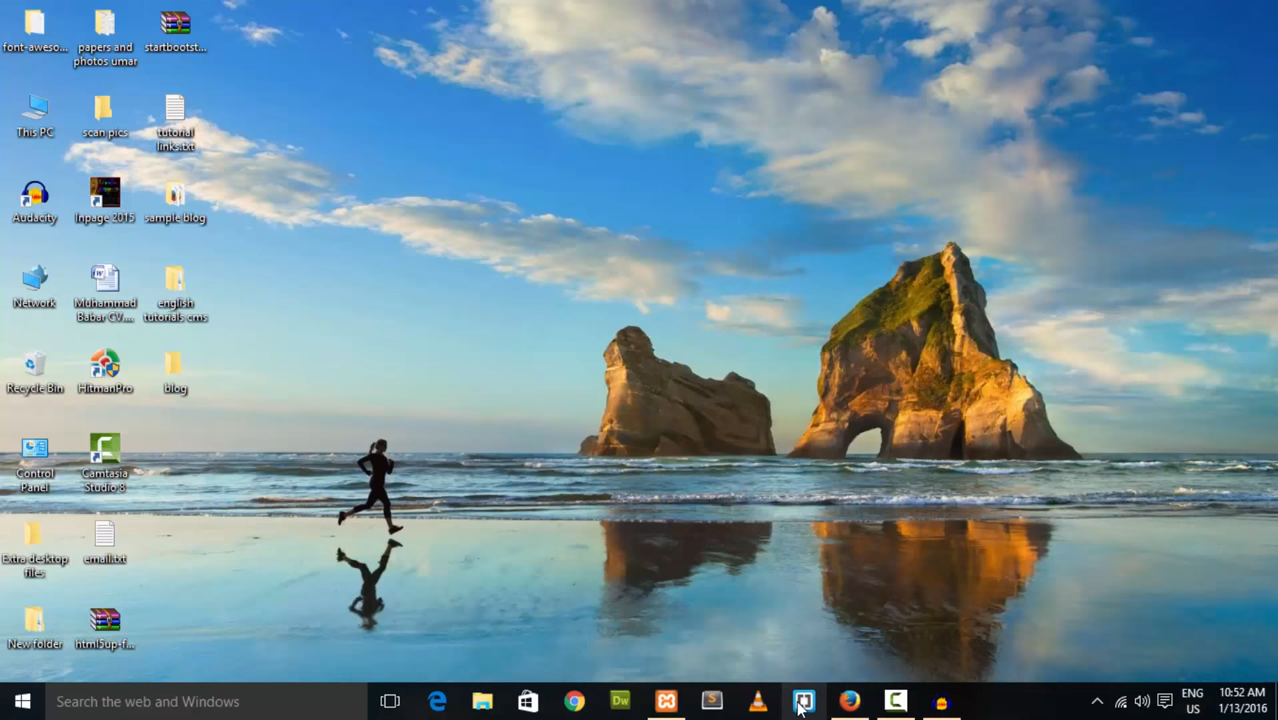 font-aweso...
papers and
photos umar
startbootst...
This PC
scan pics
tutorial
links.txt
Audacity
Inpage 2015
sample blog
Network
Muhammad
Babar CV....
english
tutorials cms
Recycle Bin
HitmanPro
blog
Control
Panel
Camtasia
Studio 8
Extra desktop
files
email.txt
New folder
html5up-f...
Search the web and Windows
Dw
S
ENG
US
10:52 AM
1/13/2016